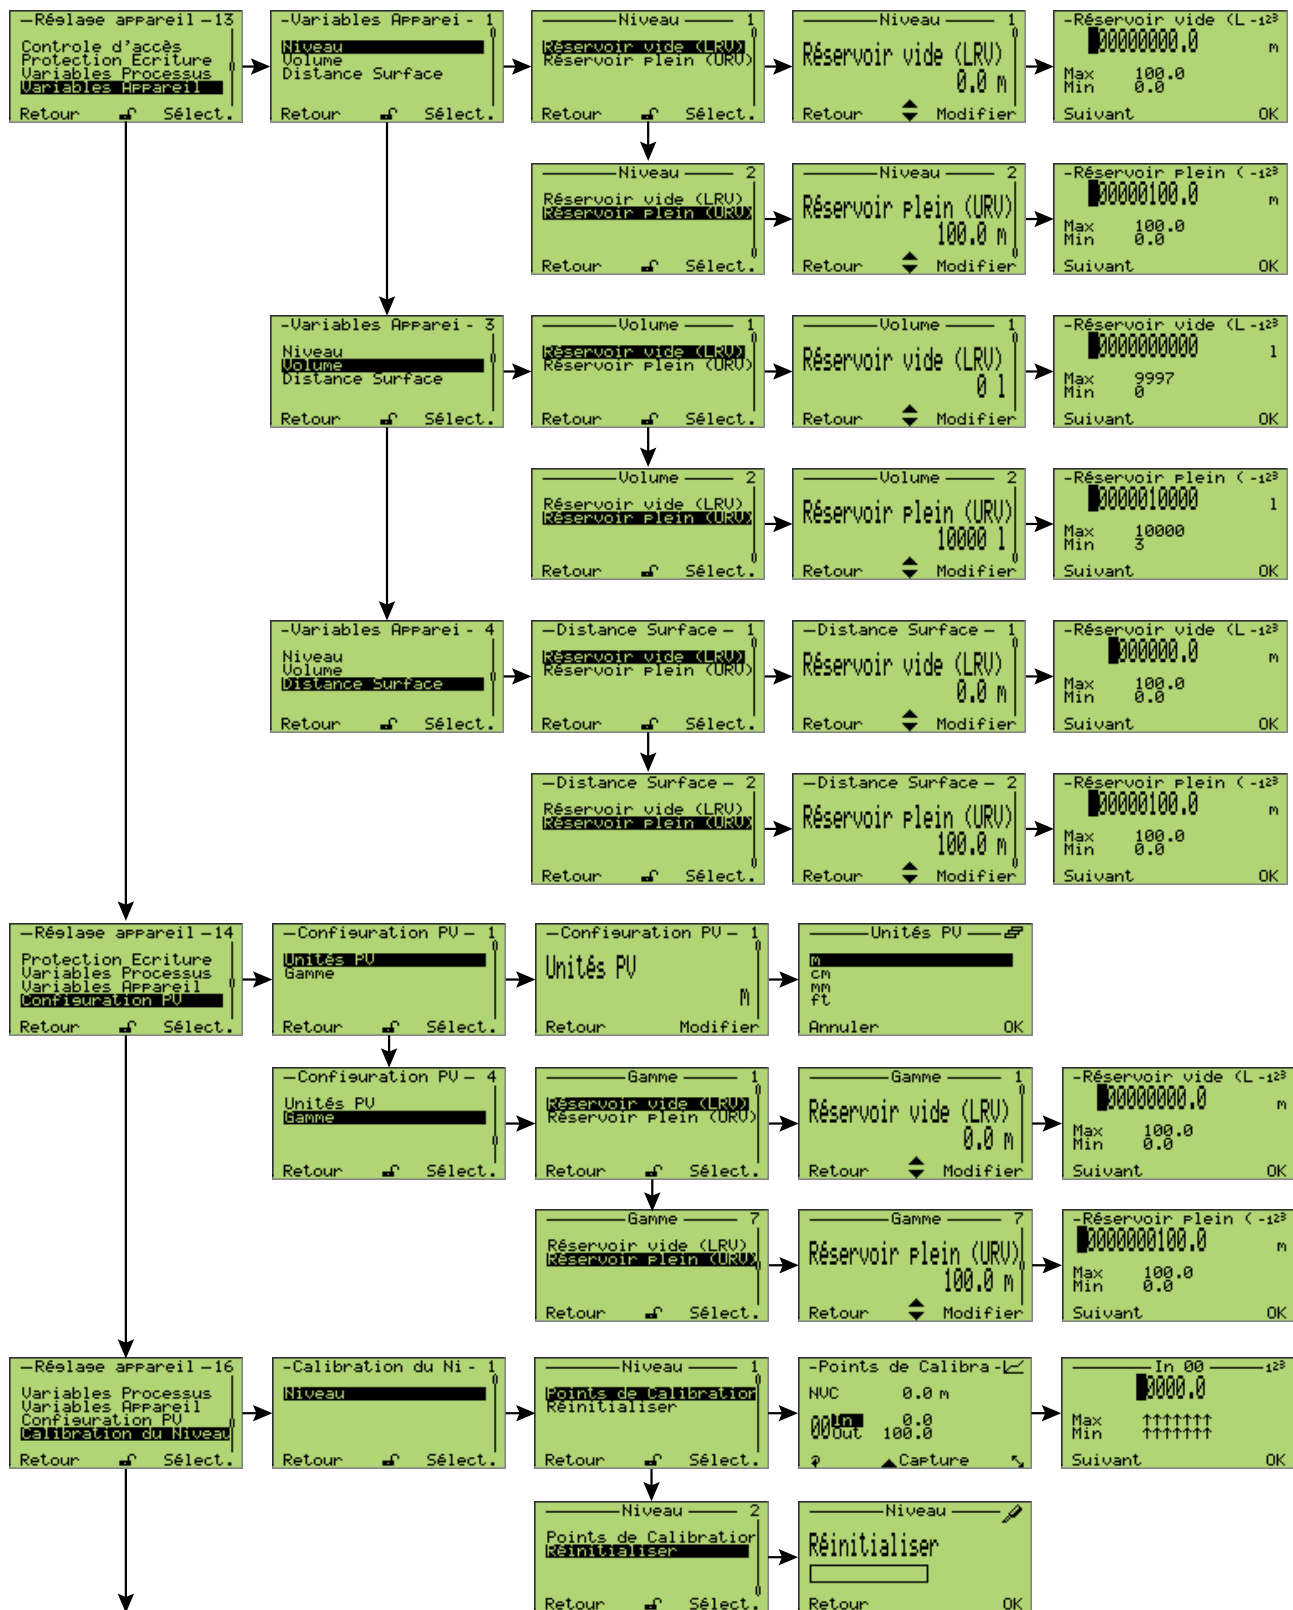 Réglage appareil 13
Controle d'accès
Protection Ecriture
Variables Processus
Variables Appareil
Retour Sélect.
-Variables Apparei - 1
Niveau
Volume
Distance Surface
Retour Sélect.
Niveau 1
Réservoir vide (LRV)
Réservoir plein (URV)
Retour Sélect.
Niveau 1
Réservoir vide (LRV)
0.0 m
Retour Modifier
-Réservoir vide (L -123
00000000.0 m
Max 100.0
Min 0.0
Suivant OK
Niveau 2
Réservoir vide (LRV)
Réservoir plein (URV)
Retour Sélect.
Niveau 2
Réservoir plein (URV)
100.0 m
Retour Modifier
-Réservoir plein ( -123
00000100.0 m
Max 100.0
Min 0.0
Suivant OK
-Variables Apparei - 3
Niveau
Volume
Distance Surface
Retour Sélect.
Volume 1
Réservoir vide (LRV)
Réservoir plein (URV)
Retour Sélect.
Volume 1
Réservoir vide (LRV)
0 l
Retour Modifier
-Réservoir vide (L -123
0000000000 l
Max 9997
Min 0
Suivant OK
Volume 2
Réservoir vide (LRV)
Réservoir plein (URV)
Retour Sélect.
Volume 2
Réservoir plein (URV)
10000 l
Retour Modifier
-Réservoir plein ( -123
0000010000 l
Max 10000
Min 3
Suivant OK
-Variables Apparei - 4
Niveau
Volume
Distance Surface
Retour Sélect.
Distance Surface 1
Réservoir vide (LRV)
Réservoir plein (URV)
Retour Sélect.
Distance Surface 1
Réservoir vide (LRV)
0.0 m
Retour Modifier
-Réservoir vide (L -123
000000.0 m
Max 100.0
Min 0.0
Suivant OK
Distance Surface 2
Réservoir vide (LRV)
Réservoir plein (URV)
Retour Sélect.
Distance Surface 2
Réservoir plein (URV)
100.0 m
Retour Modifier
-Réservoir plein ( -123
00000100.0 m
Max 100.0
Min 0.0
Suivant OK
Réglage appareil 14
Protection Ecriture
Variables Processus
Variables Appareil
Configuration PV
Retour Sélect.
Configuration PV 1
Unités PV
Gamme
Retour Sélect.
Configuration PV 1
Unités PV
m
Retour Modifier
Unités PV
m
cm
mm
ft
Annuler OK
Configuration PV 4
Unités PV
Gamme
Retour Sélect.
Gamme 1
Réservoir vide (LRV)
Réservoir plein (URV)
Retour Sélect.
Gamme 1
Réservoir vide (LRV)
0.0 m
Retour Modifier
-Réservoir vide (L -123
00000000.0 m
Max 100.0
Min 0.0
Suivant OK
Gamme 7
Réservoir vide (LRV)
Réservoir plein (URV)
Retour Sélect.
Gamme 7
Réservoir plein (URV)
100.0 m
Retour Modifier
-Réservoir plein ( -123
0000000100.0 m
Max 100.0
Min 0.0
Suivant OK
Réglage appareil 16
Variables Processus
Variables Appareil
Configuration PV
Calibration du Niveau
Retour Sélect.
-Calibration du Ni - 1
Niveau
Retour Sélect.
Niveau 1
Points de Calibration
Réinitialiser
Retour Sélect.
-Points de Calibra -
NVC 0.0 m
00 In 0.0
Out 100.0
Capture
In 00 123
0000.0
Max ↑↑↑↑↑↑↑
Min ↑↑↑↑↑↑↑
Suivant OK
Niveau 2
Points de Calibration
Réinitialiser
Retour Sélect.
Niveau
Réinitialiser
Retour OK